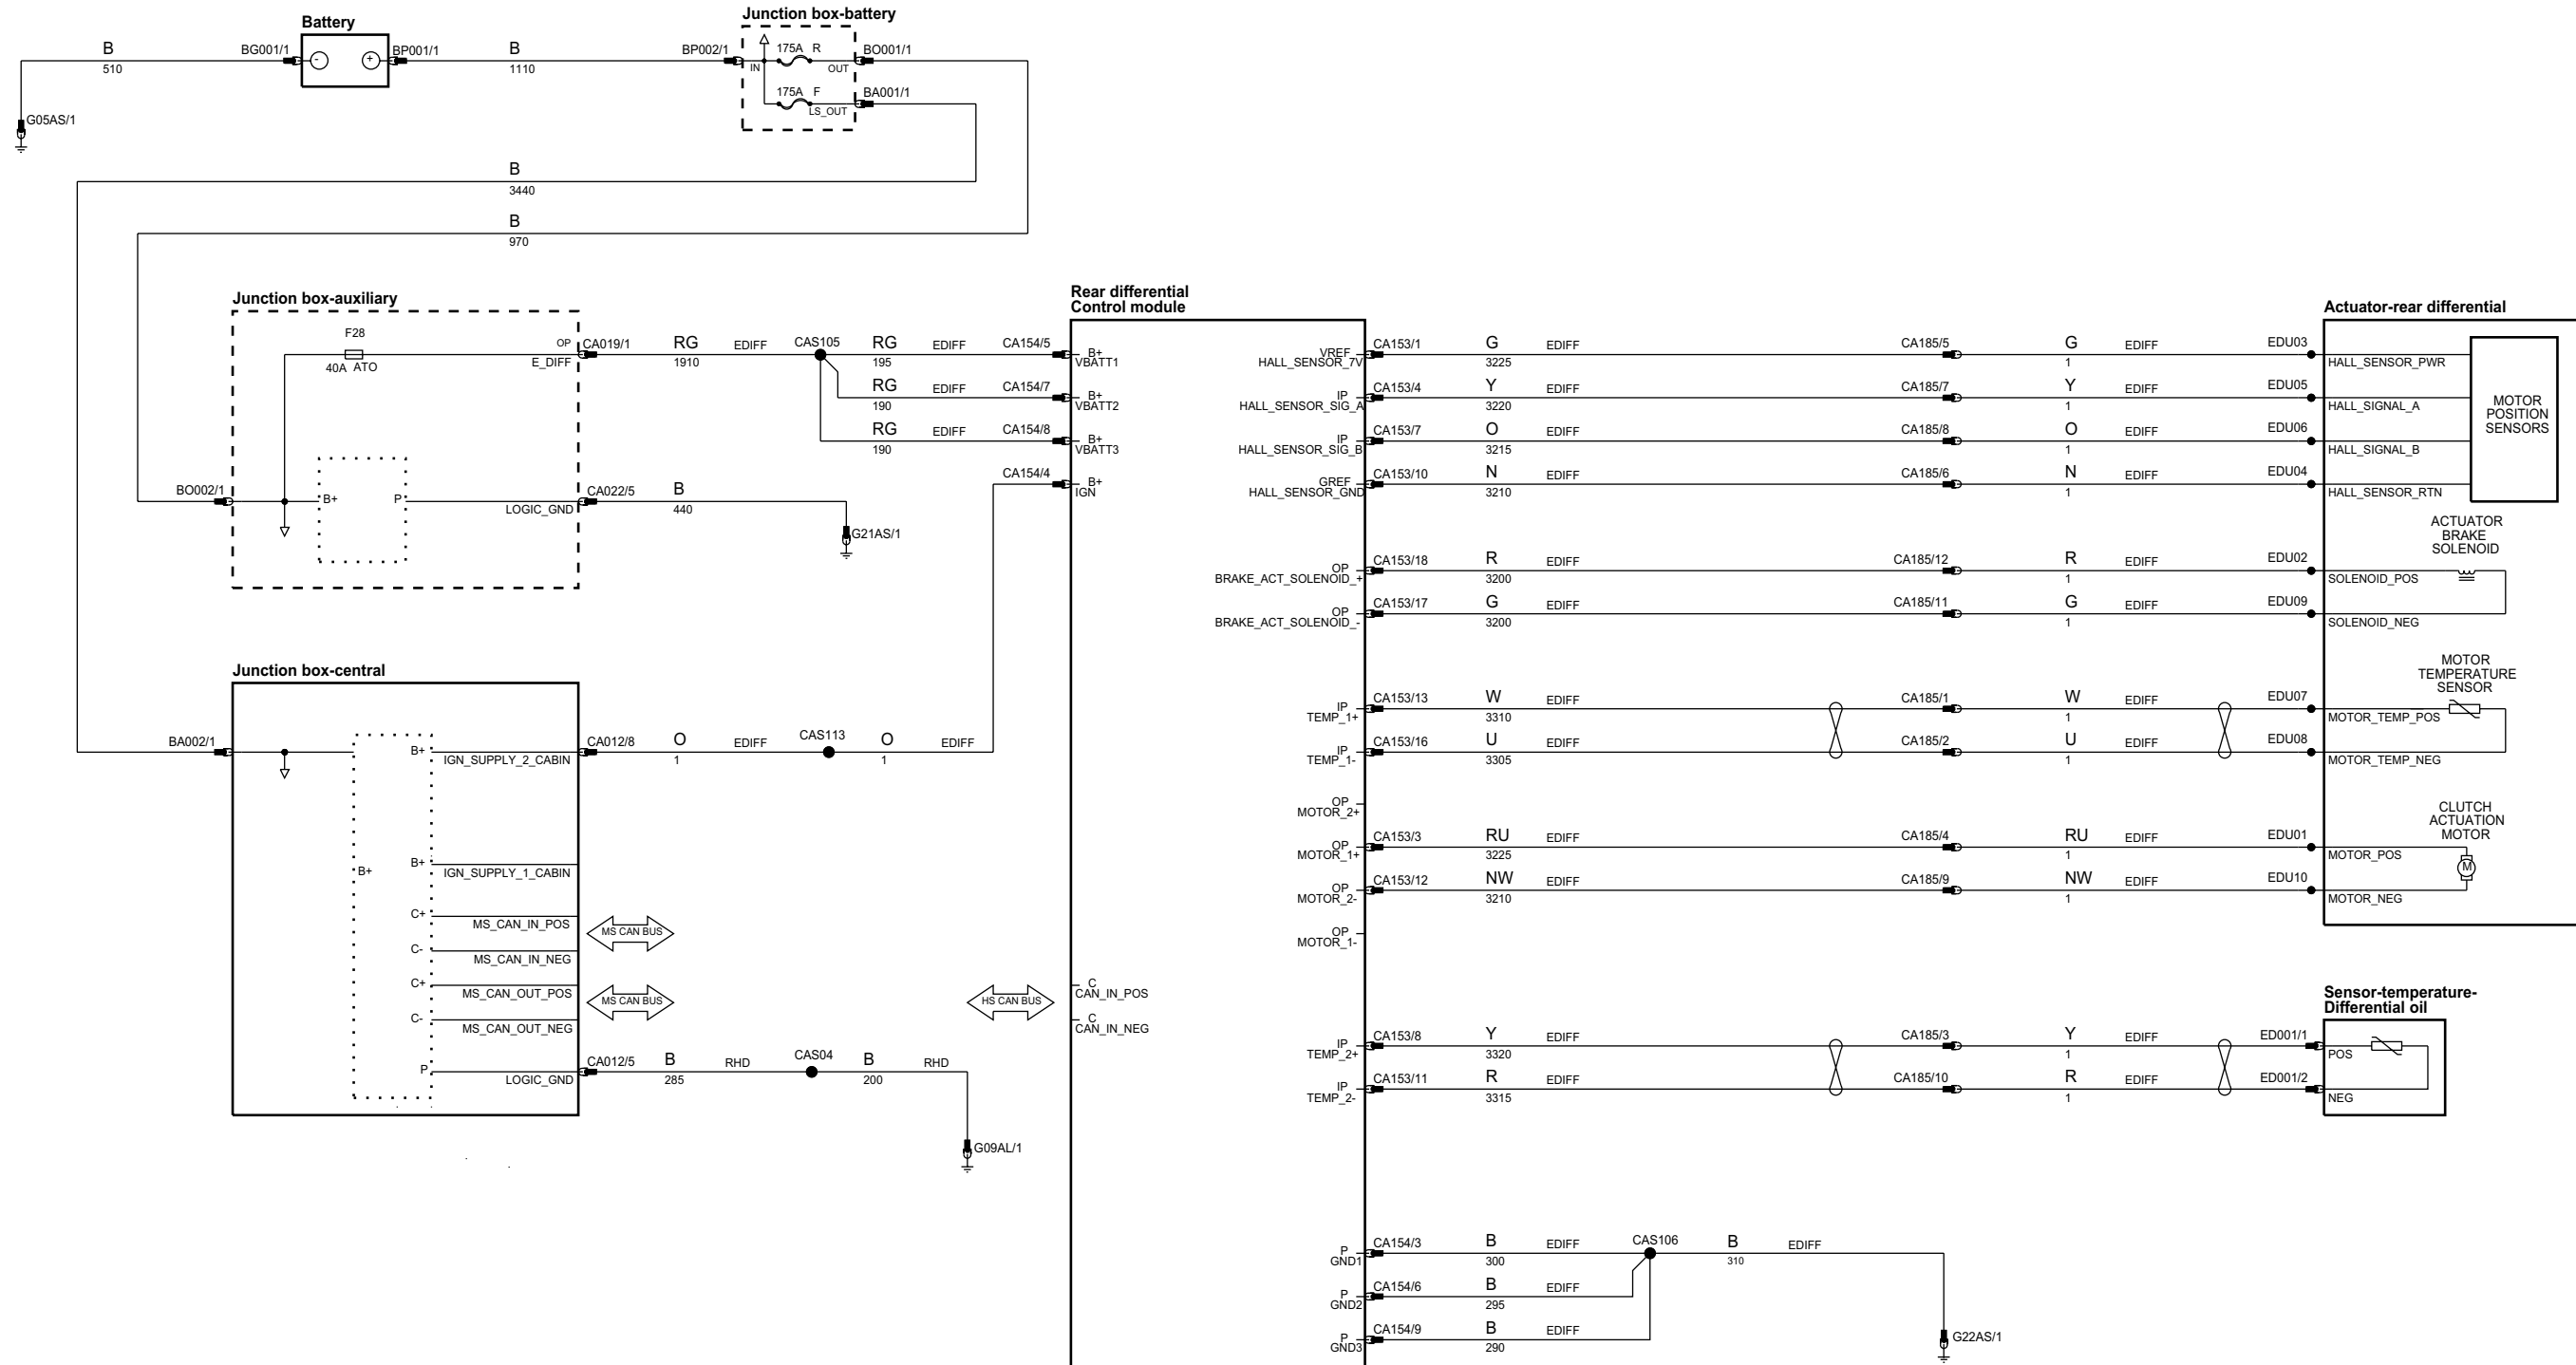 Battery
Junction box-battery
B
510
BG001/1
-
+
BP001/1
B
1110
BP002/1
IN
175A R
OUT
BO001/1
175A F
LS_OUT
BA001/1
G05AS/1
B
3440
B
970
Junction box-auxiliary
F28
40A ATO
OP
E_DIFF
CA019/1
RG
1910
EDIFF
CAS105
RG
195
EDIFF
CA154/5
RG
190
EDIFF
CA154/7
RG
190
EDIFF
CA154/8
CA154/4
BO002/1
B+
P
LOGIC_GND
CA022/5
B
440
G21AS/1
Junction box-central
BA002/1
B+
B+
IGN_SUPPLY_2_CABIN
CA012/8
O
1
EDIFF
CAS113
O
1
EDIFF
B+
IGN_SUPPLY_1_CABIN
C+
MS_CAN_IN_POS
C-
MS_CAN_IN_NEG
MS CAN BUS
C+
MS_CAN_OUT_POS
C-
MS_CAN_OUT_NEG
MS CAN BUS
P
LOGIC_GND
CA012/5
B
285
RHD
CAS04
B
200
RHD
G09AL/1
Rear differential
Control module
B+
VBATT1
B+
VBATT2
B+
VBATT3
B+
IGN
HS CAN BUS
C
CAN_IN_POS
C
CAN_IN_NEG
VREF
HALL_SENSOR_7V
CA153/1
G
3225
EDIFF
CA185/5
G
1
EDIFF
EDU03
HALL_SENSOR_PWR
IP
HALL_SENSOR_SIG_A
CA153/4
Y
3220
EDIFF
CA185/7
Y
1
EDIFF
EDU05
HALL_SIGNAL_A
IP
HALL_SENSOR_SIG_B
CA153/7
O
3215
EDIFF
CA185/8
O
1
EDIFF
EDU06
HALL_SIGNAL_B
GREF
HALL_SENSOR_GND
CA153/10
N
3210
EDIFF
CA185/6
N
1
EDIFF
EDU04
HALL_SENSOR_RTN
Actuator-rear differential
MOTOR
POSITION
SENSORS
OP
BRAKE_ACT_SOLENOID_+
CA153/18
R
3200
EDIFF
CA185/12
R
1
EDIFF
EDU02
SOLENOID_POS
ACTUATOR
BRAKE
SOLENOID
OP
BRAKE_ACT_SOLENOID_-
CA153/17
G
3200
EDIFF
CA185/11
G
1
EDIFF
EDU09
SOLENOID_NEG
IP
TEMP_1+
CA153/13
W
3310
EDIFF
CA185/1
W
1
EDIFF
EDU07
MOTOR_TEMP_POS
MOTOR
TEMPERATURE
SENSOR
IP
TEMP_1-
CA153/16
U
3305
EDIFF
CA185/2
U
1
EDIFF
EDU08
MOTOR_TEMP_NEG
OP
MOTOR_2+
OP
MOTOR_1+
CA153/3
RU
3225
EDIFF
CA185/4
RU
1
EDIFF
EDU01
MOTOR_POS
CLUTCH
ACTUATION
MOTOR
M
OP
MOTOR_2-
CA153/12
NW
3210
EDIFF
CA185/9
NW
1
EDIFF
EDU10
MOTOR_NEG
OP
MOTOR_1-
Sensor-temperature-
Differential oil
IP
TEMP_2+
CA153/8
Y
3320
EDIFF
CA185/3
Y
1
EDIFF
ED001/1
POS
IP
TEMP_2-
CA153/11
R
3315
EDIFF
CA185/10
R
1
EDIFF
ED001/2
NEG
P
GND1
CA154/3
B
300
EDIFF
CAS106
B
310
EDIFF
P
GND2
CA154/6
B
295
EDIFF
P
GND3
CA154/9
B
290
EDIFF
G22AS/1